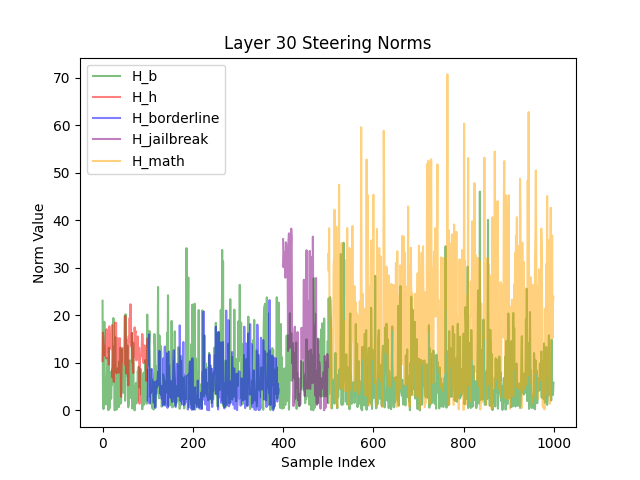 Layer 30 Steering Norms
H_b
H_h
H_borderline
H_jailbreak
H_math
Norm Value
70
60
50
40
30
20
10
0
0 200 400 600 800 1000
Sample Index